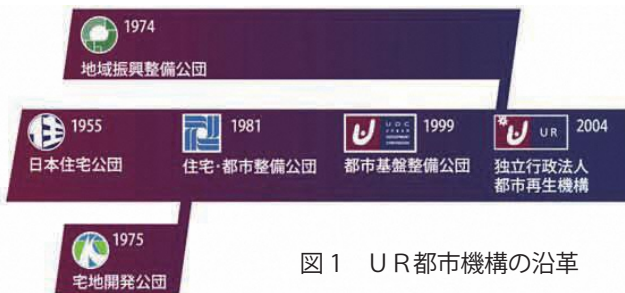 1974
地域振興整備公団
1955
日本住宅公団
1981
住宅・都市整備公団
UDC
1999
都市基盤整備公団
UR
2004
独立行政法人
都市再生機構
1975
宅地開発公団
図1 UR都市機構の沿革